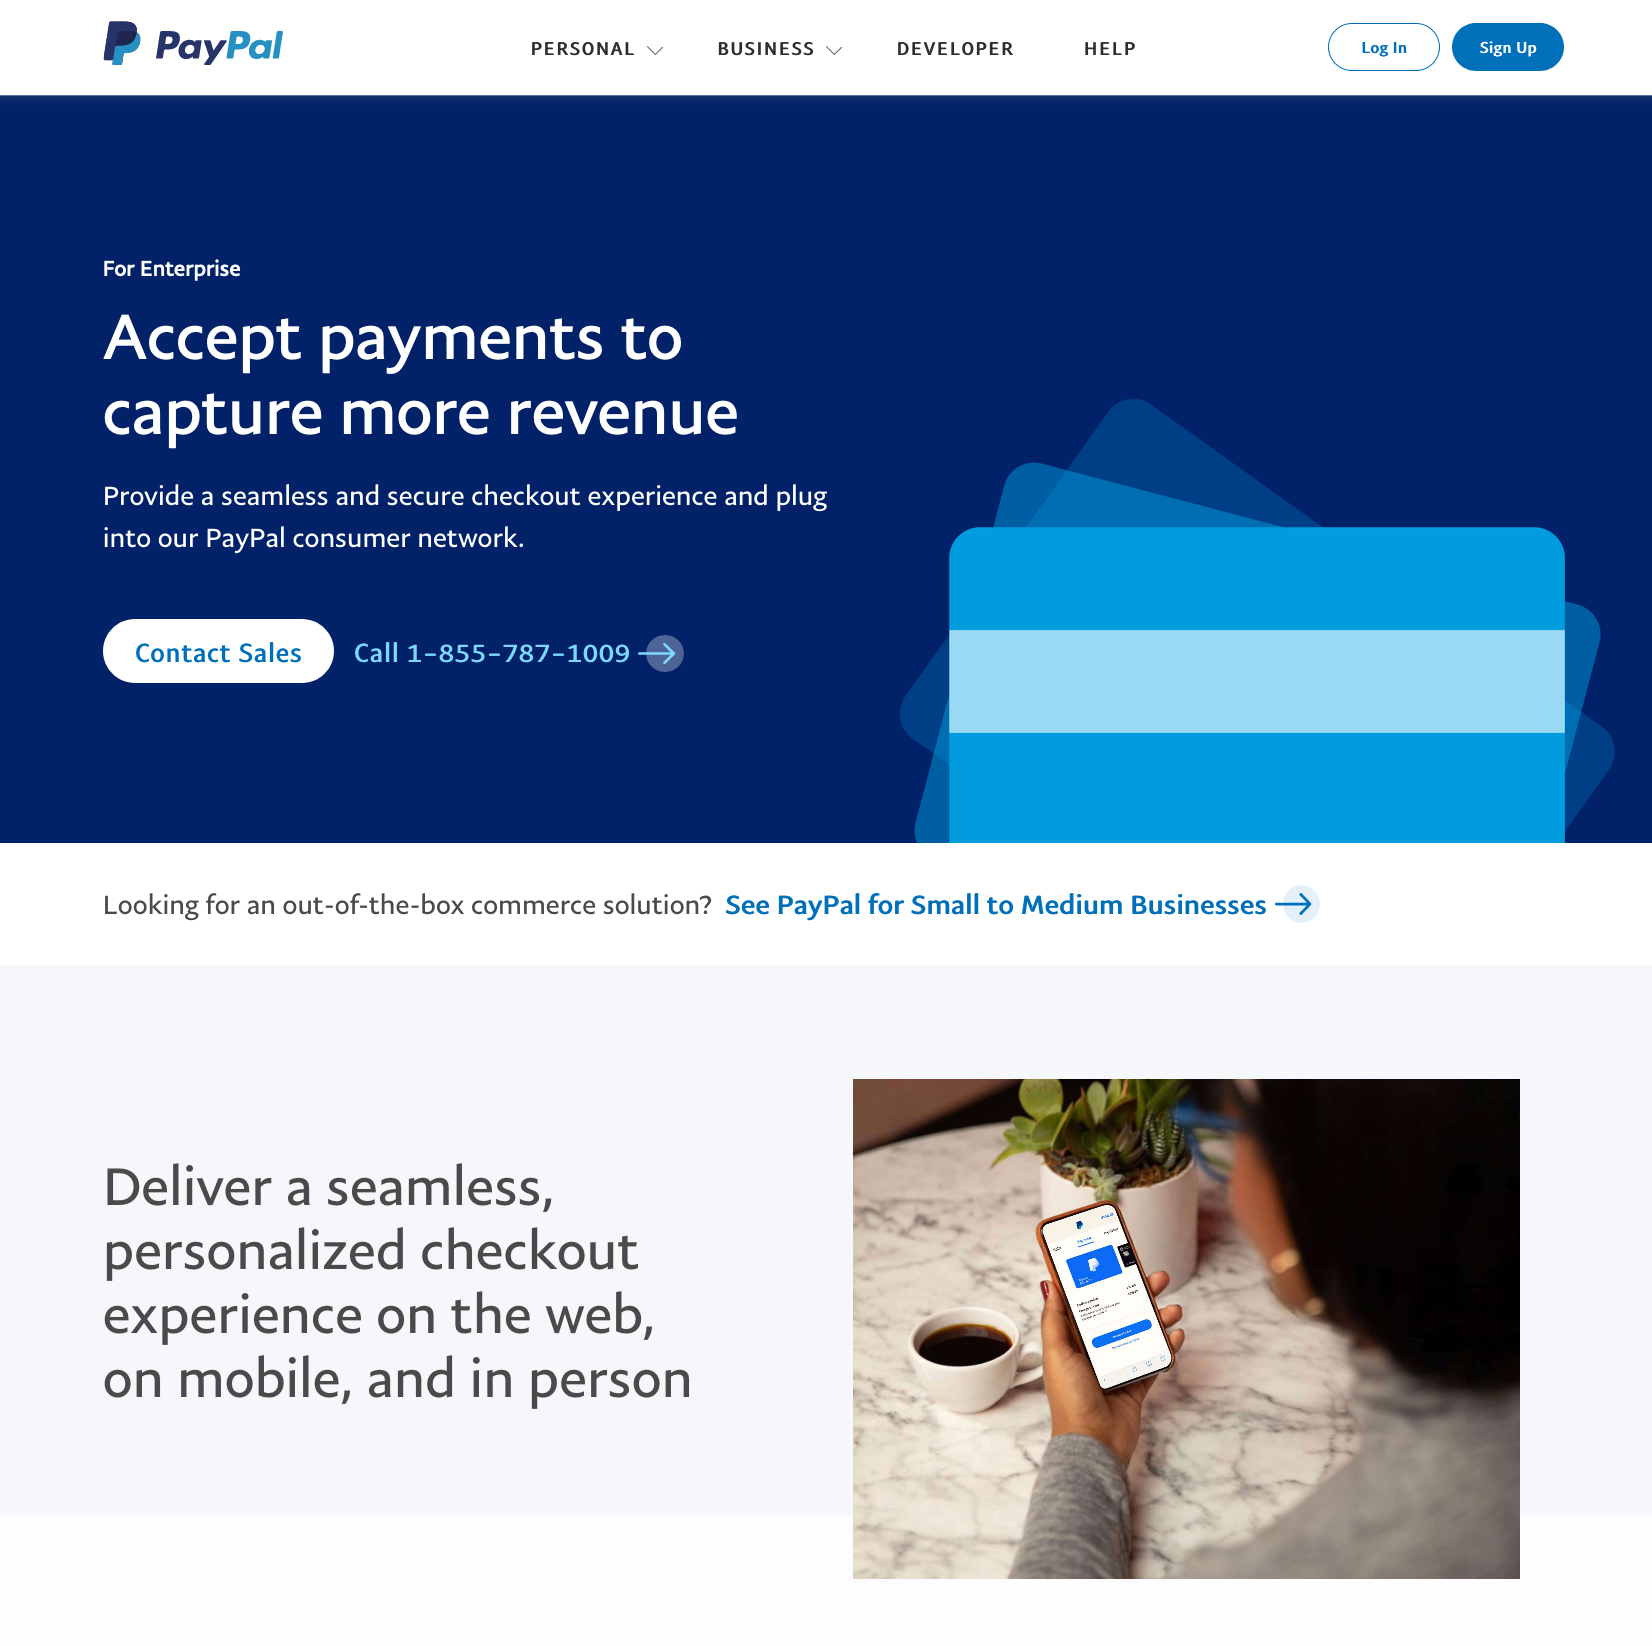 PayPal
PERSONAL
BUSINESS
DEVELOPER
HELP
Log In
Sign Up
For Enterprise
Accept payments to
capture more revenue
Provide a seamless and secure checkout experience and plug
into our PayPal consumer network.
Contact Sales
Call 1-855-787-1009
Looking for an out-of-the-box commerce solution? See PayPal for Small to Medium Businesses
Deliver a seamless,
personalized checkout
experience on the web,
on mobile, and in person